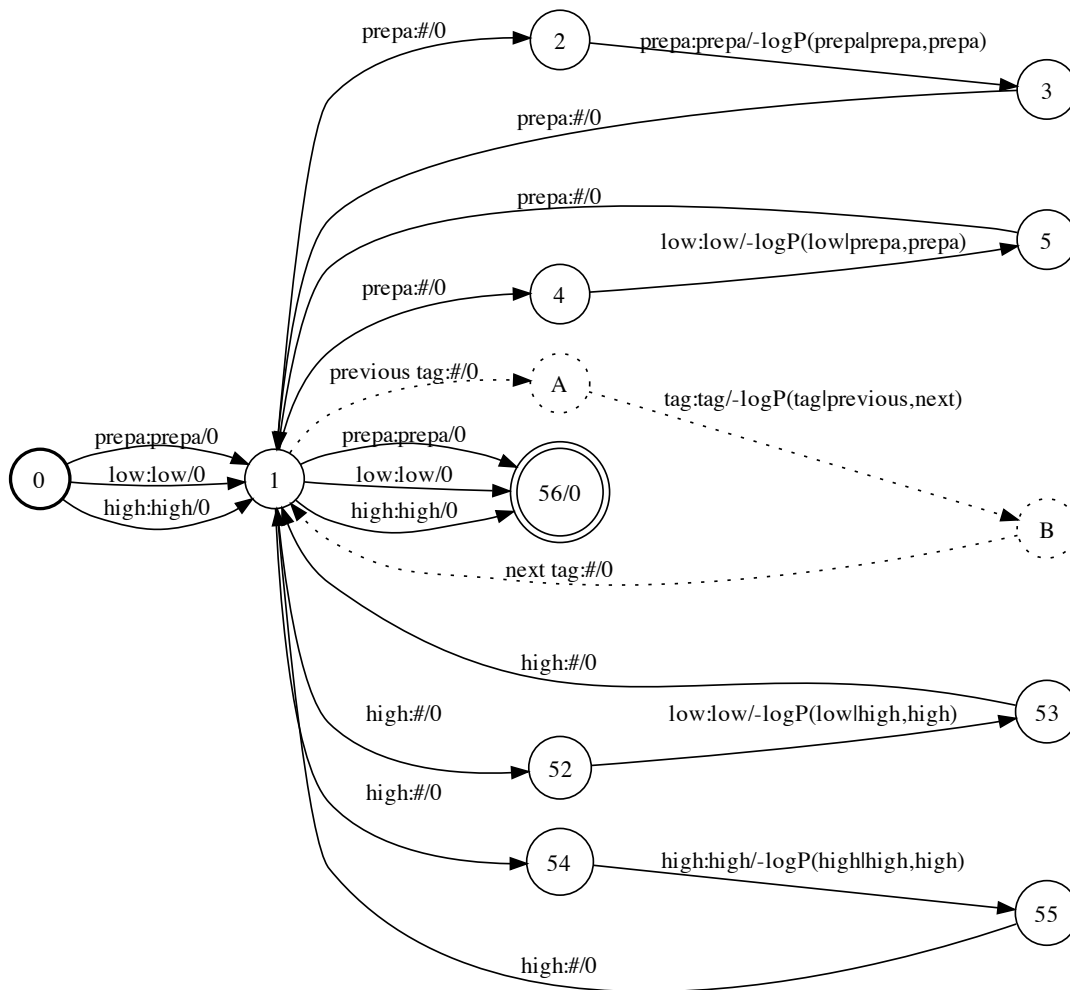 prepa:#/0
2
prepa:prepa/-logP(prepa|prepa,prepa)
3
prepa:#/0
prepa:#/0
low:low/-logP(low|prepa,prepa)
5
prepa:#/0
4
previous tag:#/0
A
tag:tag/-logP(tag|previous,next)
prepa:prepa/0
low:low/0
high:high/0
0
1
prepa:prepa/0
low:low/0
high:high/0
56/0
B
next tag:#/0
high:#/0
high:#/0
low:low/-logP(low|high,high)
53
52
high:#/0
54
high:high/-logP(high|high,high)
55
high:#/0